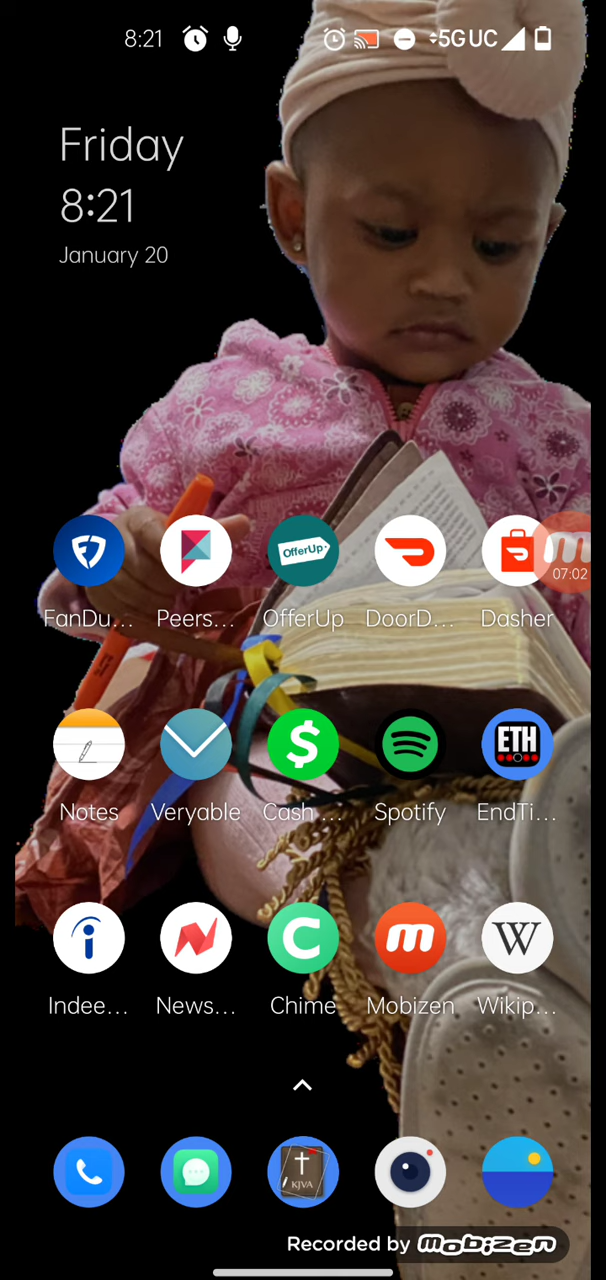 8:21
5G UC
Friday
8:21
January 20
OfferUp
07:02
FanDu...
Peers...
OfferUp
DoorD...
Dasher
ETH
Notes
Veryable
Cash ...
Spotify
EndTi...
Indee...
News...
Chime
Mobizen
Wikip...
KJVA
Recorded by mobizen